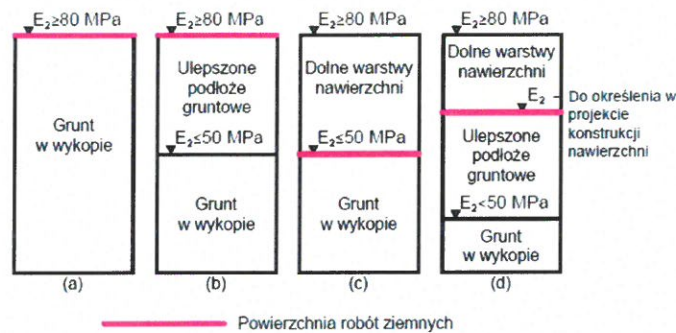 E₂≥80 MPa
Grunt
w wykopie
(a)
E₂≥80 MPa
Ulepszone
podłoże
gruntowe
E₂≤50 MPa
Grunt
w wykopie
(b)
E₂≥80 MPa
Dolne warstwy
nawierzchni
E₂≤50 MPa
Grunt
w wykopie
(c)
E₂≥80 MPa
Dolne warstwy
nawierzchni
E₂
Do określenia w
projekcie
konstrukcji
nawierzchni
Ulepszone
podłoże
gruntowe
E₂<50 MPa
Grunt
w wykopie
(d)
Powierzchnia robót ziemnych